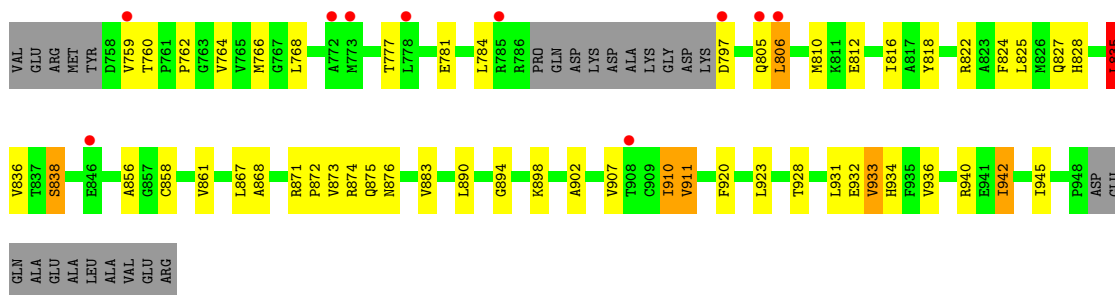 VAL GLU ARG MET TYR D758 V759 T760 P761 P762 G763 V764 V765 M766 G767 L768 A772 M773 T777 L778 E781 L784 R785 R786 PRO GLN ASP LYS ASP ASP ALA LYS GLY ASP LYS D797 Q805 L806 M810 K811 E812 I816 A817 Y818 R822 A823 F824 L825 M826 Q827 H828 L835
V836 T837 S838 E846 A856 G857 C858 V861 L867 A868 R871 P872 V873 R874 Q875 N876 V883 L890 G894 K898 A902 V907 T908 C909 I910 V911 F920 L923 T928 L931 E932 V933 H934 F935 V936 R940 E941 I942 I945 P948 ASP GLU
GLN ALA GLU ALA LEU ALA VAL GLU ARG